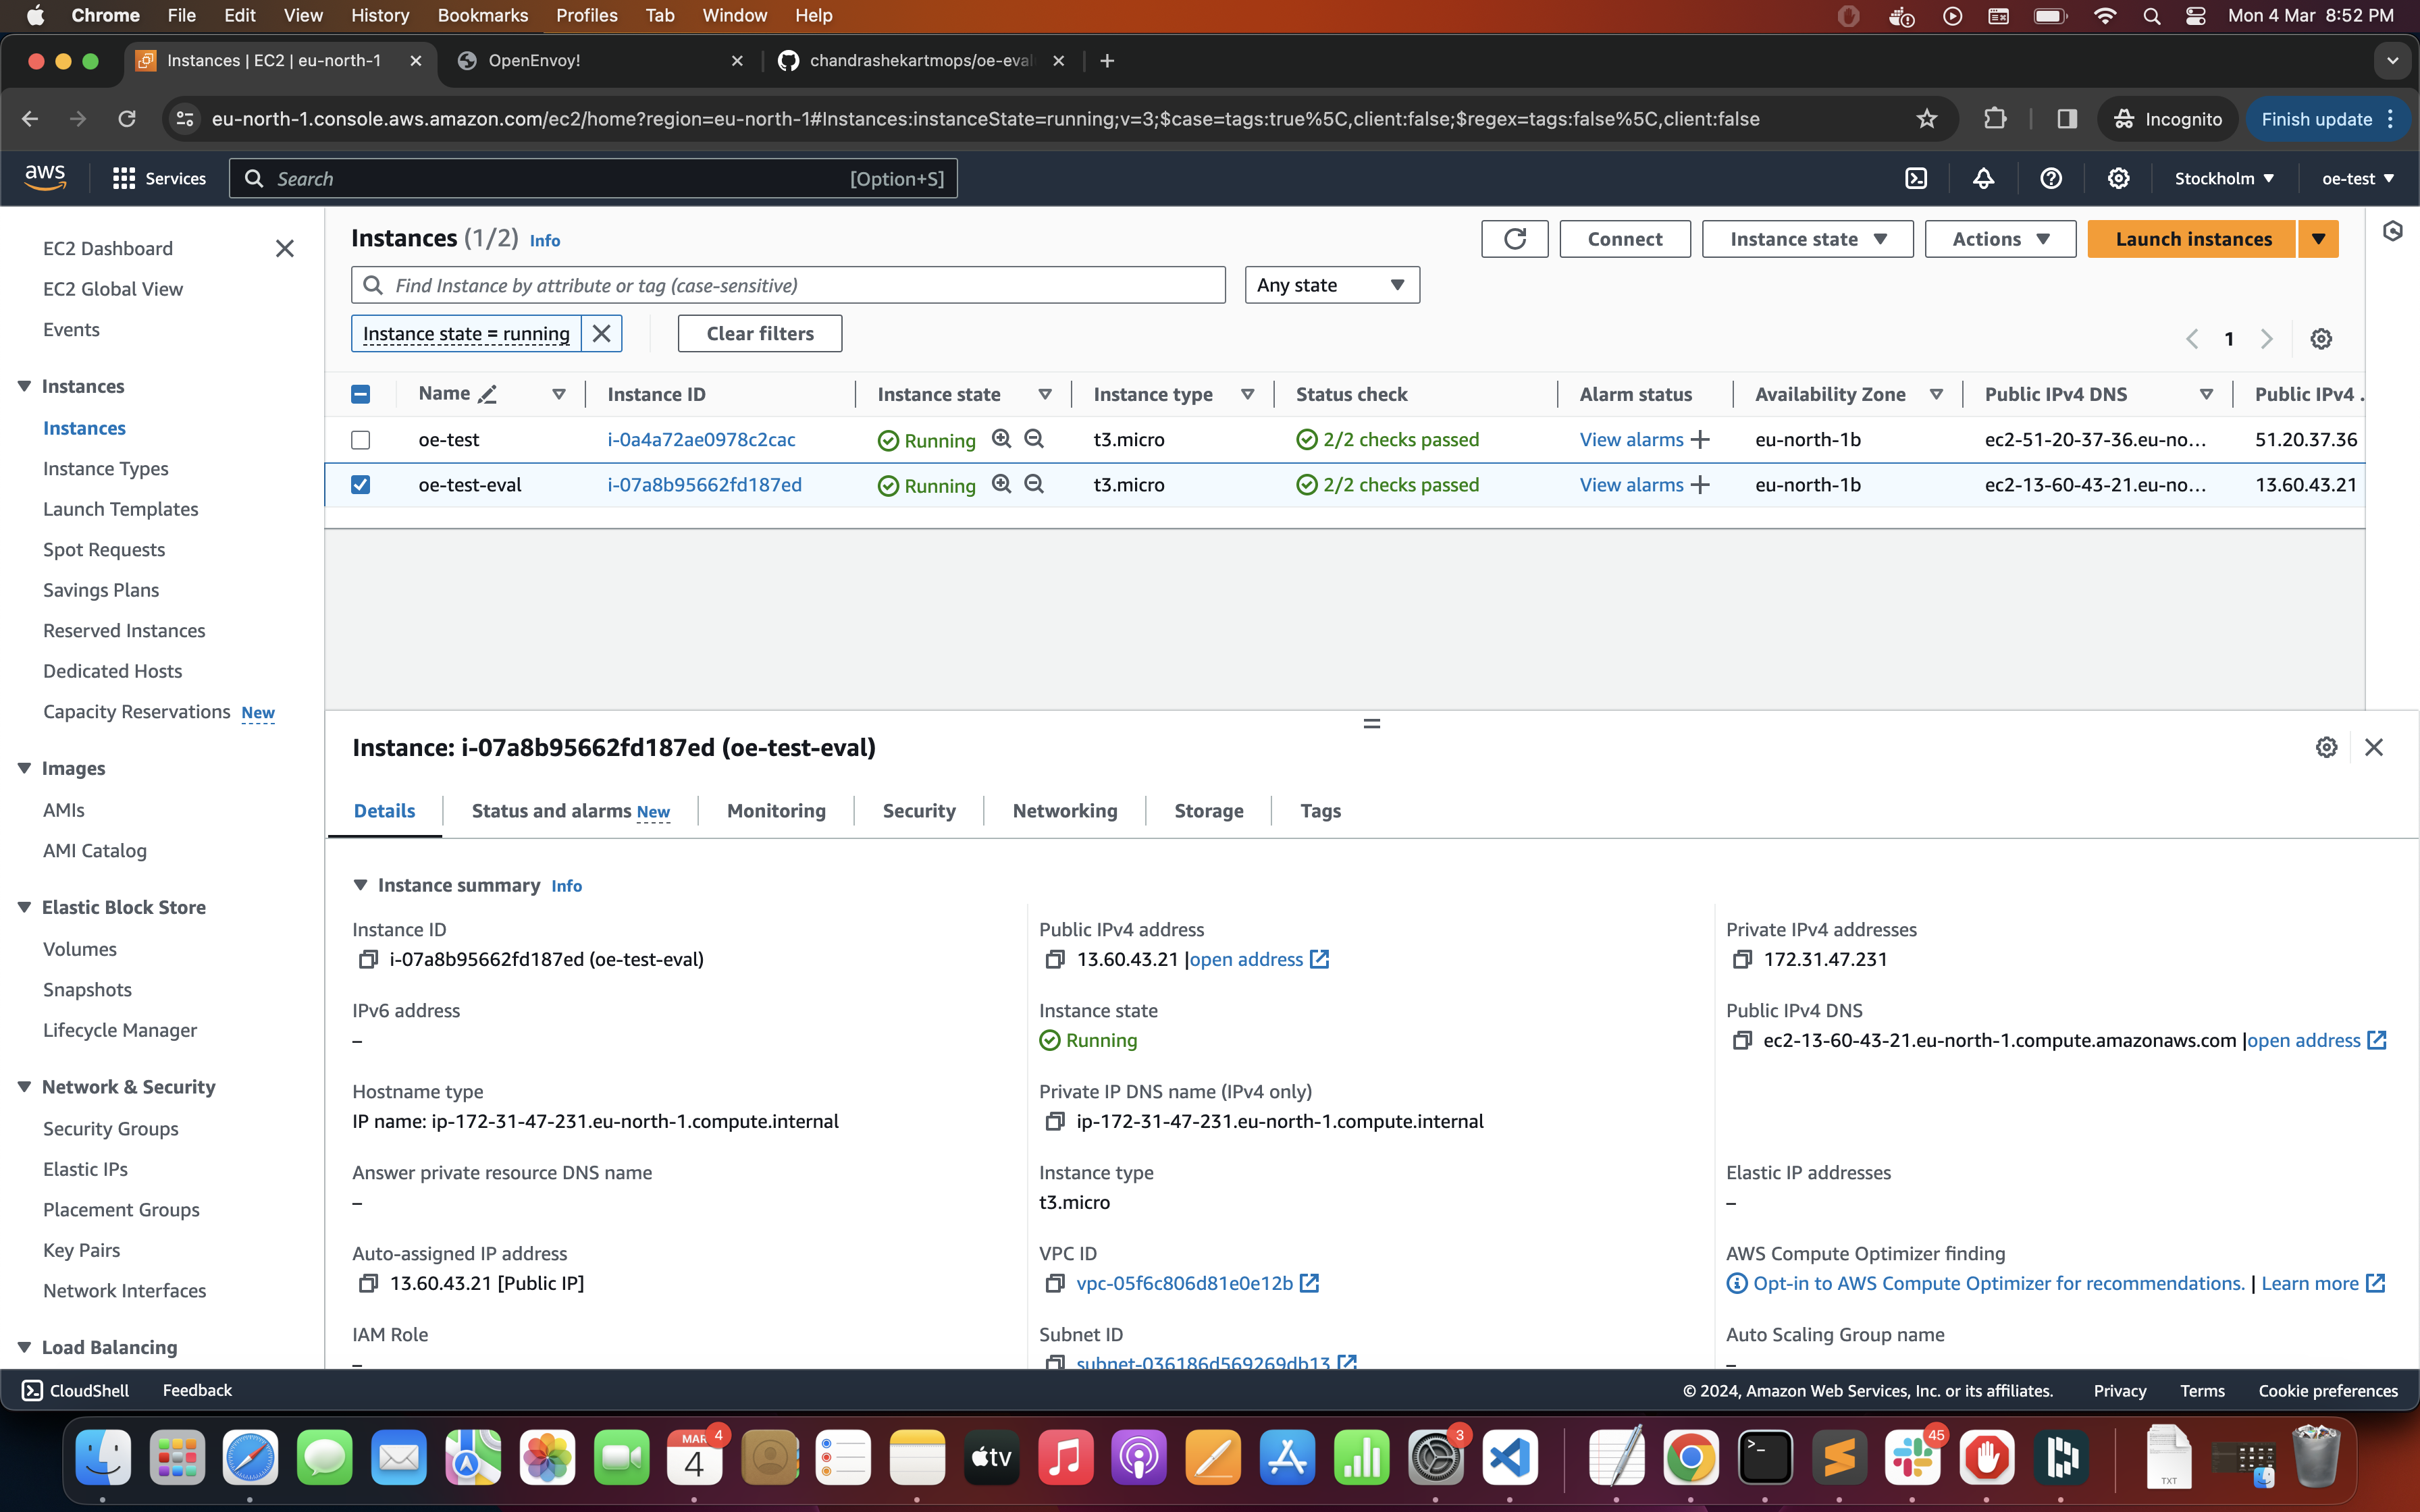 Chrome File Edit View History Bookmarks Profiles Tab Window Help Mon 4 Mar 8:52 PM
Instances | EC2 | eu-north-1 OpenEnvoy! chandrashekartmops/oe-eval
eu-north-1.console.aws.amazon.com/ec2/home?region=eu-north-1#Instances:instanceState=running;v=3;$case=tags:true%5C,client:false;$regex=tags:false%5C,client:false Incognito Finish update
aws Services Search [Option+S] Stockholm oe-test
EC2 Dashboard
EC2 Global View
Events
Instances
Instances
Instance Types
Launch Templates
Spot Requests
Savings Plans
Reserved Instances
Dedicated Hosts
Capacity Reservations New
Images
AMIs
AMI Catalog
Elastic Block Store
Volumes
Snapshots
Lifecycle Manager
Network & Security
Security Groups
Elastic IPs
Placement Groups
Key Pairs
Network Interfaces
Load Balancing
Instances (1/2) Info Connect Instance state Actions Launch instances
Find Instance by attribute or tag (case-sensitive) Any state
Instance state = running Clear filters 1
Name Instance ID Instance state Instance type Status check Alarm status Availability Zone Public IPv4 DNS Public IPv4 .
oe-test i-0a4a72ae0978c2cac Running t3.micro 2/2 checks passed View alarms eu-north-1b ec2-51-20-37-36.eu-no... 51.20.37.36
oe-test-eval i-07a8b95662fd187ed Running t3.micro 2/2 checks passed View alarms eu-north-1b ec2-13-60-43-21.eu-no... 13.60.43.21
Instance: i-07a8b95662fd187ed (oe-test-eval)
Details Status and alarms New Monitoring Security Networking Storage Tags
Instance summary Info
Instance ID Public IPv4 address Private IPv4 addresses
i-07a8b95662fd187ed (oe-test-eval) 13.60.43.21 |open address 172.31.47.231
IPv6 address Instance state Public IPv4 DNS
– Running ec2-13-60-43-21.eu-north-1.compute.amazonaws.com |open address
Hostname type Private IP DNS name (IPv4 only)
IP name: ip-172-31-47-231.eu-north-1.compute.internal ip-172-31-47-231.eu-north-1.compute.internal
Answer private resource DNS name Instance type Elastic IP addresses
– t3.micro –
Auto-assigned IP address VPC ID AWS Compute Optimizer finding
13.60.43.21 [Public IP] vpc-05f6c806d81e0e12b Opt-in to AWS Compute Optimizer for recommendations. | Learn more
IAM Role Subnet ID Auto Scaling Group name
– subnet-036186d569269db13 –
CloudShell Feedback © 2024, Amazon Web Services, Inc. or its affiliates. Privacy Terms Cookie preferences
MAR 4 4 tv 3 45 TXT